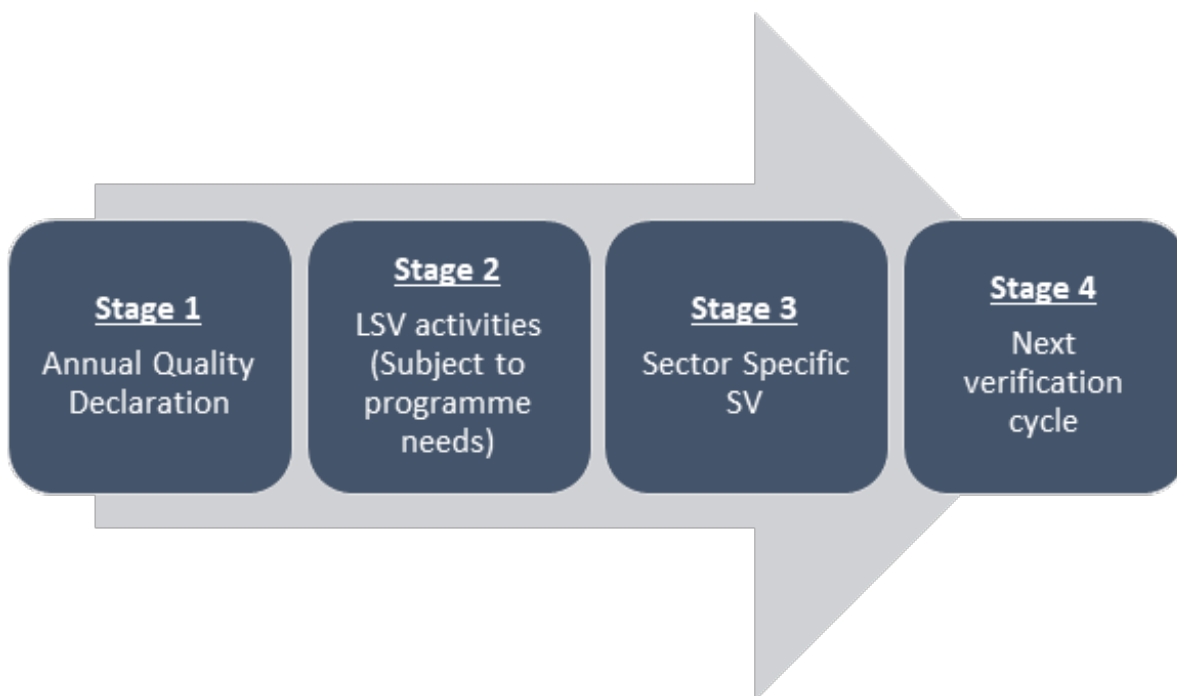 Stage 1
Annual Quality
Declaration
Stage 2
LSV activities
(Subject to
programme
needs)
Stage 3
Sector Specific
SV
Stage 4
Next
verification
cycle